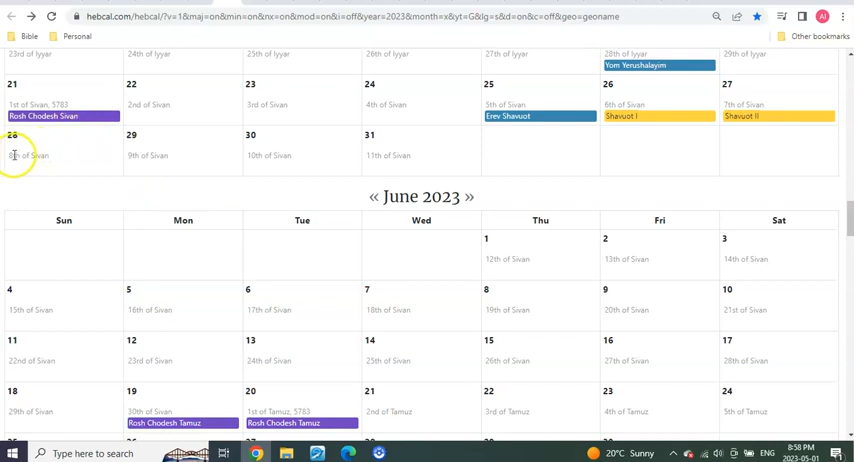 hebcal.com/hebcal/?v=1&maj=on&min=on&nx=on&mod=on&i=off&year=2023&month=x&yt=G&lg=s&d=on&c=off&geo=geoname
AI
Bible Personal Other bookmarks
23rd of Iyyar 24th of Iyyar 25th of Iyyar 26th of Iyyar 27th of Iyyar 28th of Iyyar 29th of Iyyar
Yom Yerushalayim
21 22 23 24 25 26 27
1st of Sivan, 5783 2nd of Sivan 3rd of Sivan 4th of Sivan 5th of Sivan 6th of Sivan 7th of Sivan
Rosh Chodesh Sivan Erev Shavuot Shavuot I Shavuot II
28 29 30 31
8th of Sivan 9th of Sivan 10th of Sivan 11th of Sivan
« June 2023 »
Sun Mon Tue Wed Thu Fri Sat
1 2 3
12th of Sivan 13th of Sivan 14th of Sivan
4 5 6 7 8 9 10
15th of Sivan 16th of Sivan 17th of Sivan 18th of Sivan 19th of Sivan 20th of Sivan 21st of Sivan
11 12 13 14 15 16 17
22nd of Sivan 23rd of Sivan 24th of Sivan 25th of Sivan 26th of Sivan 27th of Sivan 28th of Sivan
18 19 20 21 22 23 24
29th of Sivan 30th of Sivan 1st of Tamuz, 5783 2nd of Tamuz 3rd of Tamuz 4th of Tamuz 5th of Tamuz
Rosh Chodesh Tamuz Rosh Chodesh Tamuz
Type here to search 20°C Sunny ENG 8:58 PM
2023-05-01